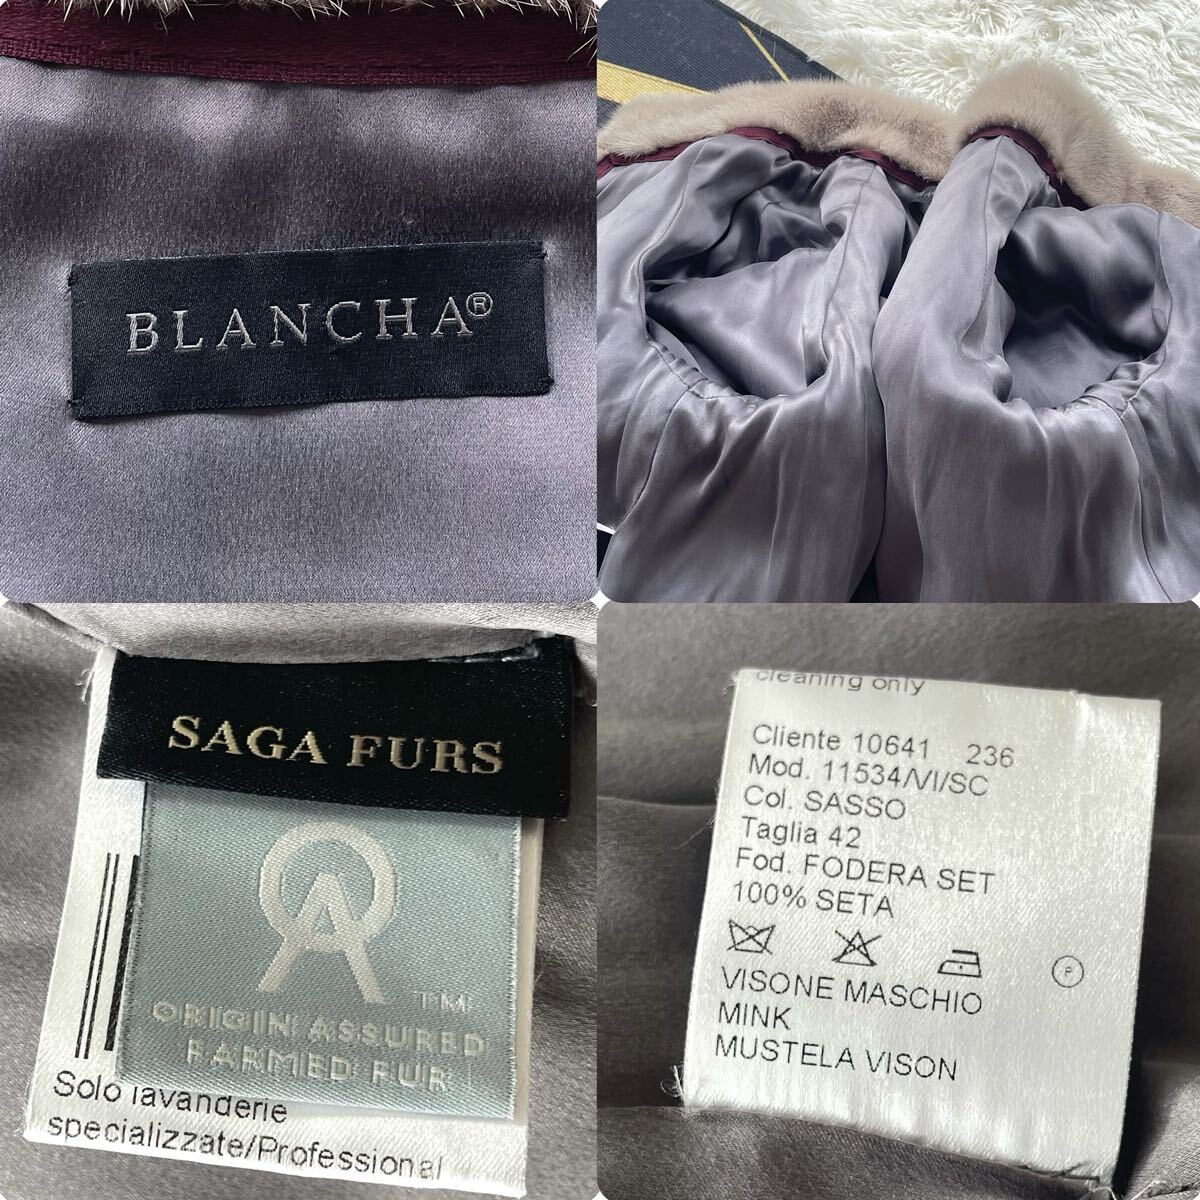 BLANCHA®
SAGA FURS
OA
™
ORIGIN ASSURED
FARMED FUR
Solo lavanderie
specializzate/Professional
cleaning only
Cliente 10641 236
Mod. 11534/VI/SC
Col. SASSO
Taglia 42
Fod. FODERA SET
100% SETA
P
VISONE MASCHIO
MINK
MUSTELA VISON